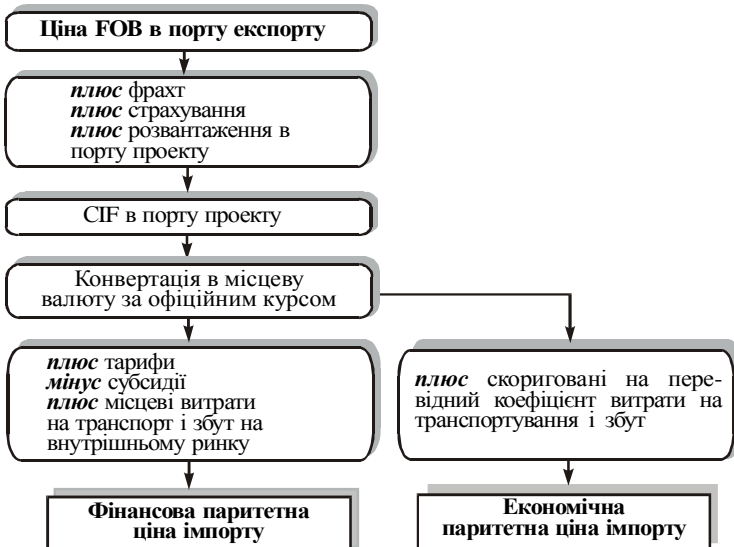 Ціна FOB в порту експорту
плюс фрахт
плюс страхування
плюс розвантаження в
порту проекту
CIF в порту проекту
Конвертація в місцеву
валюту за офіційним курсом
плюс тарифи
мінус субсидії
плюс місцеві витрати
на транспорт і збут на
внутрішньому ринку
плюс скориговані на пере-
відний коефіцієнт витрати на
транспортування і збут
Фінансова паритетна
ціна імпорту
Економічна
паритетна ціна імпорту